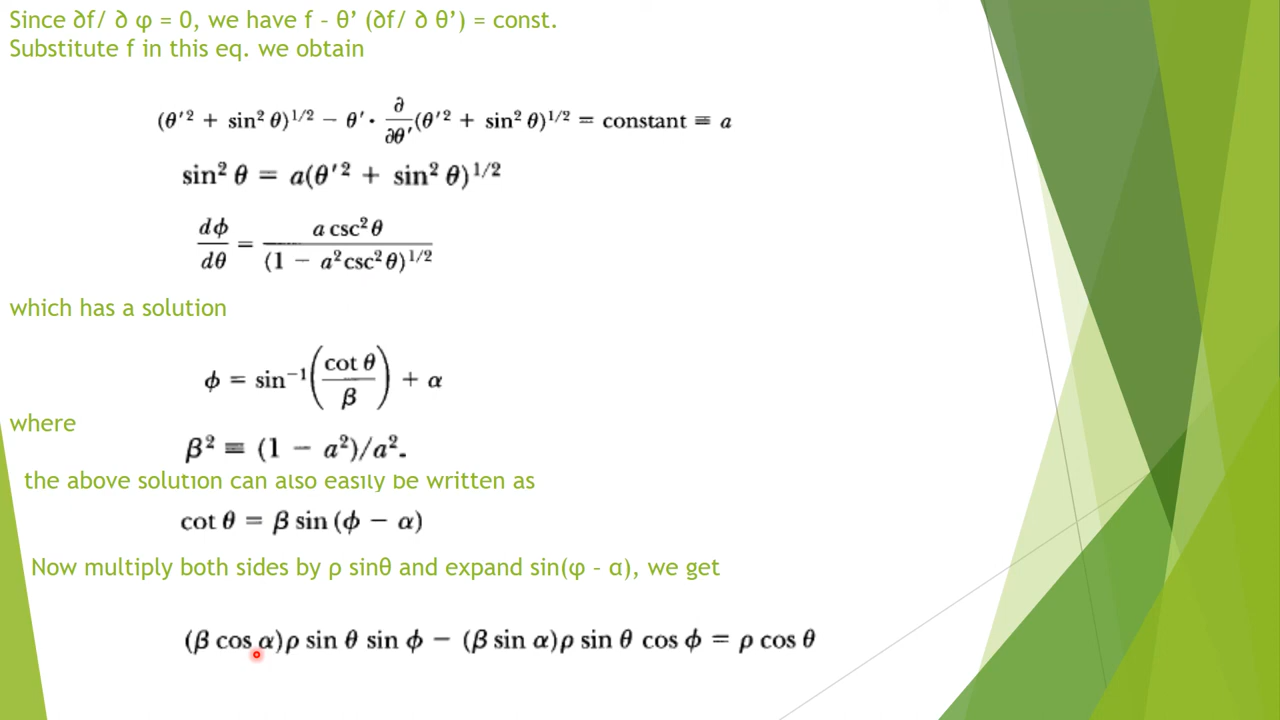 Since ∂f/ ∂ φ = 0, we have f – θ’ (∂f/ ∂ θ’) = const.
Substitute f in this eq. we obtain
(θ′² + sin² θ)^1/2 − θ′ · ∂/∂θ′ (θ′² + sin² θ)^1/2 = constant ≡ a
sin² θ = a(θ′² + sin² θ)^1/2
dϕ/dθ = a csc² θ / (1 − a² csc² θ)^1/2
which has a solution
ϕ = sin⁻¹(cot θ / β) + α
where
β² ≡ (1 − a²)/a².
the above solution can also easily be written as
cot θ = β sin (ϕ − α)
Now multiply both sides by ρ sinθ and expand sin(φ – α), we get
(β cos α)ρ sin θ sin ϕ − (β sin α)ρ sin θ cos ϕ = ρ cos θ